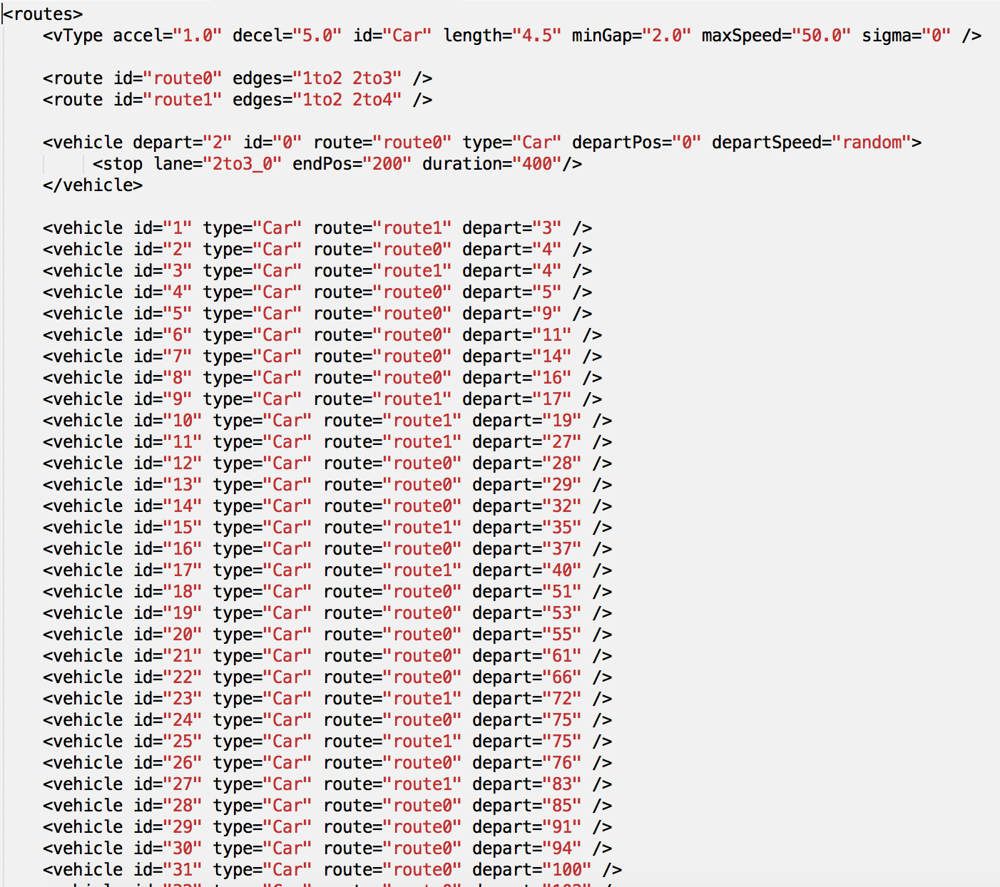 <routes>
<vType accel="1.0" decel="5.0" id="Car" length="4.5" minGap="2.0" maxSpeed="50.0" sigma="0" />
<route id="route0" edges="1to2 2to3" />
<route id="route1" edges="1to2 2to4" />
<vehicle depart="2" id="0" route="route0" type="Car" departPos="0" departSpeed="random">
<stop lane="2to3_0" endPos="200" duration="400"/>
</vehicle>
<vehicle id="1" type="Car" route="route1" depart="3" />
<vehicle id="2" type="Car" route="route0" depart="4" />
<vehicle id="3" type="Car" route="route1" depart="4" />
<vehicle id="4" type="Car" route="route0" depart="5" />
<vehicle id="5" type="Car" route="route0" depart="9" />
<vehicle id="6" type="Car" route="route0" depart="11" />
<vehicle id="7" type="Car" route="route0" depart="14" />
<vehicle id="8" type="Car" route="route0" depart="16" />
<vehicle id="9" type="Car" route="route1" depart="17" />
<vehicle id="10" type="Car" route="route1" depart="19" />
<vehicle id="11" type="Car" route="route1" depart="27" />
<vehicle id="12" type="Car" route="route0" depart="28" />
<vehicle id="13" type="Car" route="route0" depart="29" />
<vehicle id="14" type="Car" route="route0" depart="32" />
<vehicle id="15" type="Car" route="route1" depart="35" />
<vehicle id="16" type="Car" route="route0" depart="37" />
<vehicle id="17" type="Car" route="route1" depart="40" />
<vehicle id="18" type="Car" route="route0" depart="51" />
<vehicle id="19" type="Car" route="route0" depart="53" />
<vehicle id="20" type="Car" route="route0" depart="55" />
<vehicle id="21" type="Car" route="route0" depart="61" />
<vehicle id="22" type="Car" route="route0" depart="66" />
<vehicle id="23" type="Car" route="route1" depart="72" />
<vehicle id="24" type="Car" route="route0" depart="75" />
<vehicle id="25" type="Car" route="route1" depart="75" />
<vehicle id="26" type="Car" route="route0" depart="76" />
<vehicle id="27" type="Car" route="route1" depart="83" />
<vehicle id="28" type="Car" route="route0" depart="85" />
<vehicle id="29" type="Car" route="route0" depart="91" />
<vehicle id="30" type="Car" route="route0" depart="94" />
<vehicle id="31" type="Car" route="route0" depart="100" />